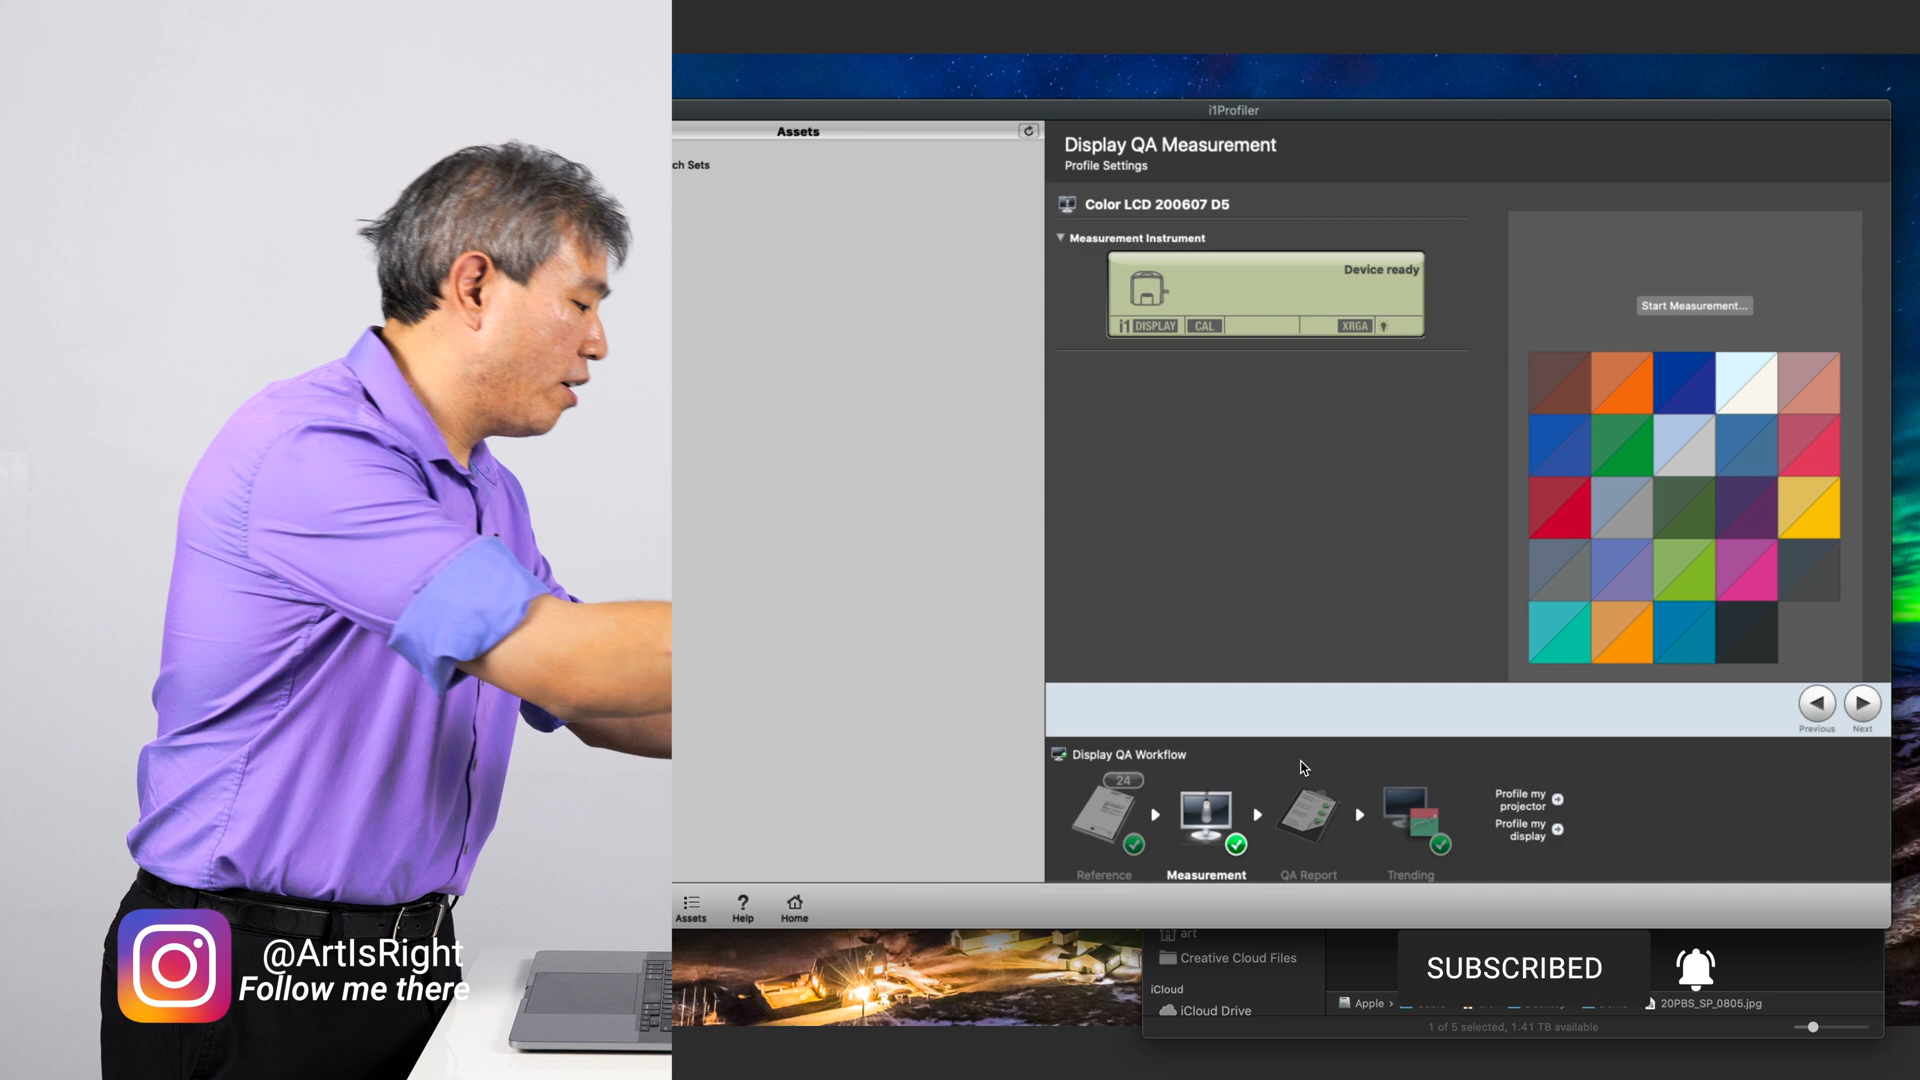 i1Profiler
Assets
ch Sets
Display QA Measurement
Profile Settings
Color LCD 200607 D5
Measurement Instrument
Device ready
i1 DISPLAY CAL XRGA
Start Measurement...
Previous
Next
Display QA Workflow
24
Reference
Measurement
QA Report
Trending
Profile my
projector
Profile my
display
Assets
Help
Home
@ArtIsRight
Follow me there
art
Creative Cloud Files
iCloud
iCloud Drive
SUBSCRIBED
Apple
20PBS_SP_0805.jpg
1 of 5 selected, 1.41 TB available